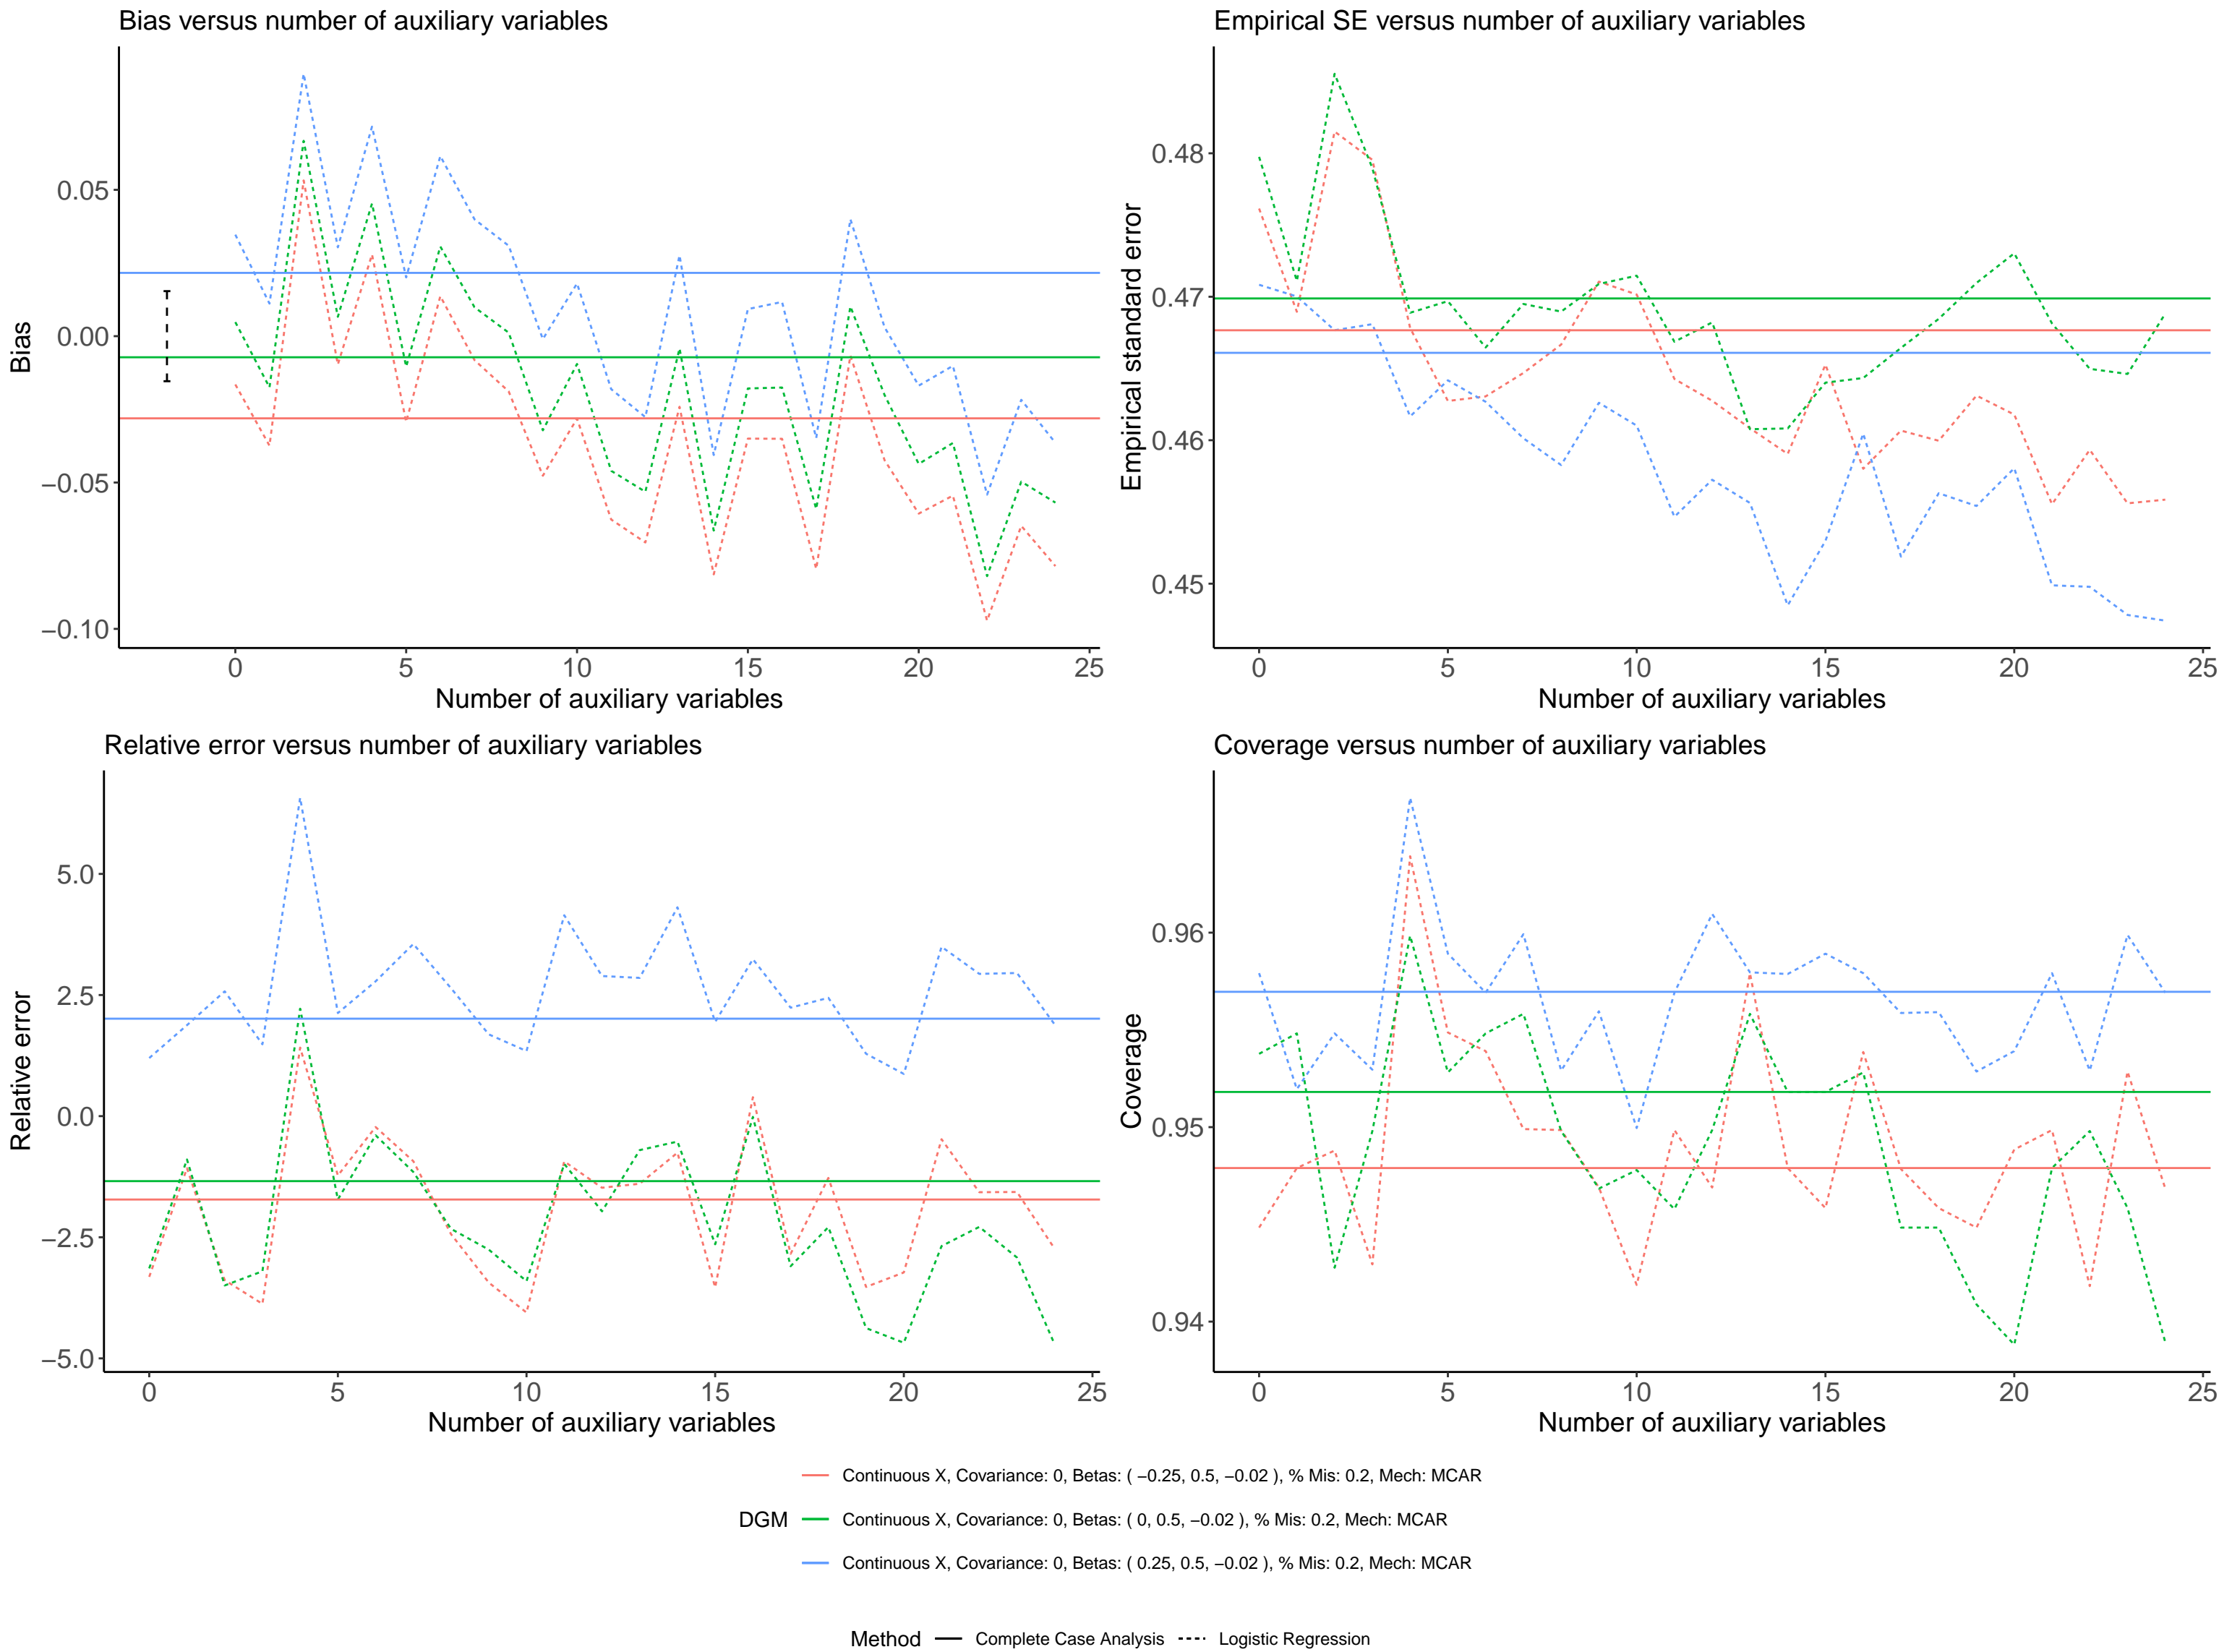 Bias versus number of auxiliary variables
Bias
0.05
0.00
−0.05
−0.10
0 5 10 15 20 25
Number of auxiliary variables
Empirical SE versus number of auxiliary variables
Empirical standard error
0.48
0.47
0.46
0.45
0 5 10 15 20 25
Number of auxiliary variables
Relative error versus number of auxiliary variables
Relative error
5.0
2.5
0.0
−2.5
−5.0
0 5 10 15 20 25
Number of auxiliary variables
Coverage versus number of auxiliary variables
Coverage
0.96
0.95
0.94
0 5 10 15 20 25
Number of auxiliary variables
DGM
Continuous X, Covariance: 0, Betas: ( −0.25, 0.5, −0.02 ), % Mis: 0.2, Mech: MCAR
Continuous X, Covariance: 0, Betas: ( 0, 0.5, −0.02 ), % Mis: 0.2, Mech: MCAR
Continuous X, Covariance: 0, Betas: ( 0.25, 0.5, −0.02 ), % Mis: 0.2, Mech: MCAR
Method Complete Case Analysis Logistic Regression